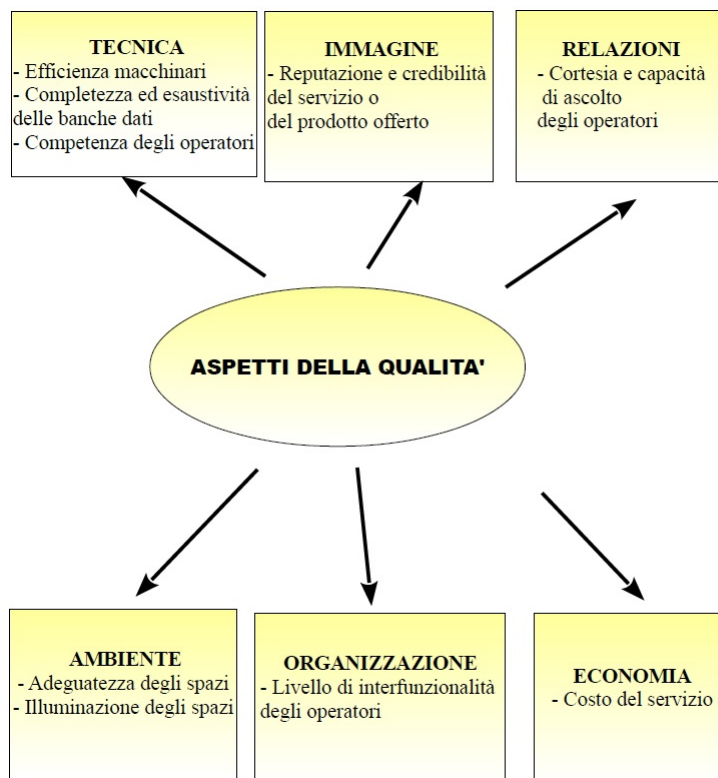 TECNICA
- Efficienza macchinari
- Completezza ed esaustività
delle banche dati
- Competenza degli operatori
IMMAGINE
- Reputazione e credibilità
del servizio o
del prodotto offerto
RELAZIONI
- Cortesia e capacità
di ascolto
degli operatori
ASPETTI DELLA QUALITA'
AMBIENTE
- Adeguatezza degli spazi
- Illuminazione degli spazi
ORGANIZZAZIONE
- Livello di interfunzionalità
degli operatori
ECONOMIA
- Costo del servizio